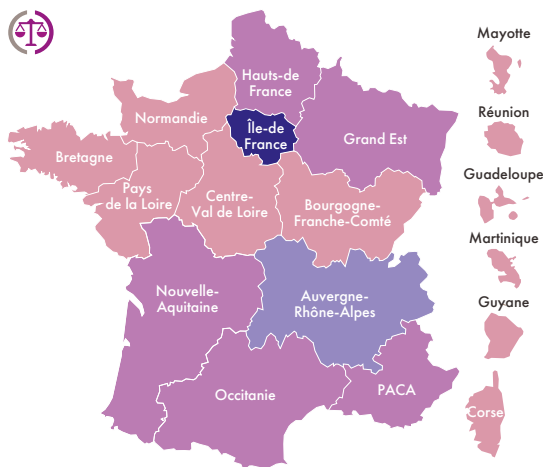 Mayotte
Hauts-de
France
Normandie
Réunion
Île-de
France
Grand Est
Bretagne
Guadeloupe
Pays
de la Loire
Centre-
Val de Loire
Bourgogne-
Franche-Comté
Martinique
Nouvelle-
Aquitaine
Auvergne-
Rhône-Alpes
Guyane
Occitanie
PACA
Corse